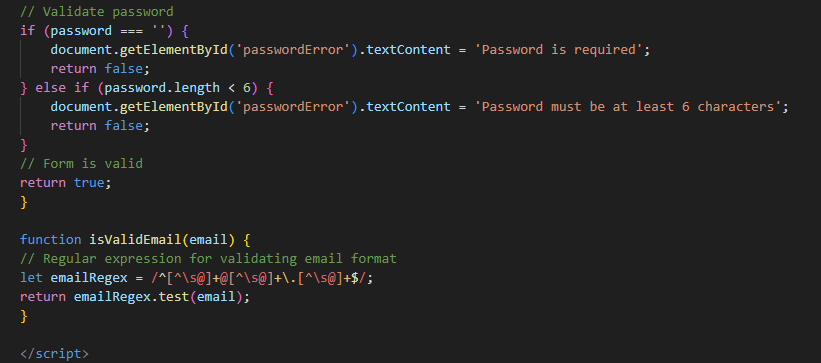 // Validate password
if (password === '') {
document.getElementById('passwordError').textContent = 'Password is required';
return false;
} else if (password.length < 6) {
document.getElementById('passwordError').textContent = 'Password must be at least 6 characters';
return false;
}
// Form is valid
return true;
}
function isValidEmail(email) {
// Regular expression for validating email format
let emailRegex = /^[^\s@]+@[^\s@]+\.[^\s@]+$/;
return emailRegex.test(email);
}
</script>